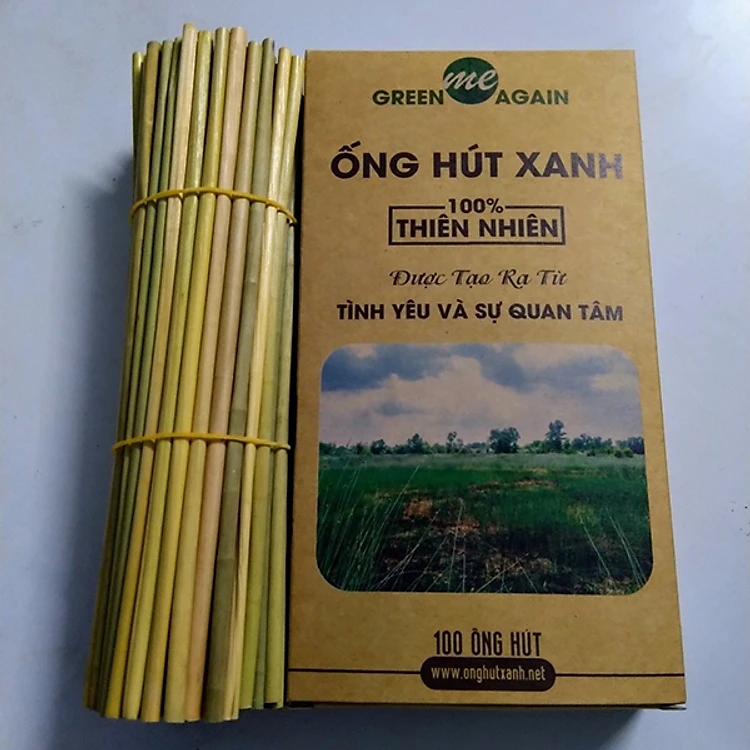 GREEN me AGAIN
ỐNG HÚT XANH
100%
THIÊN NHIÊN
Được Tạo Ra Từ
TÌNH YÊU VÀ SỰ QUAN TÂM
100 ỐNG HÚT
www.onghutxanh.net